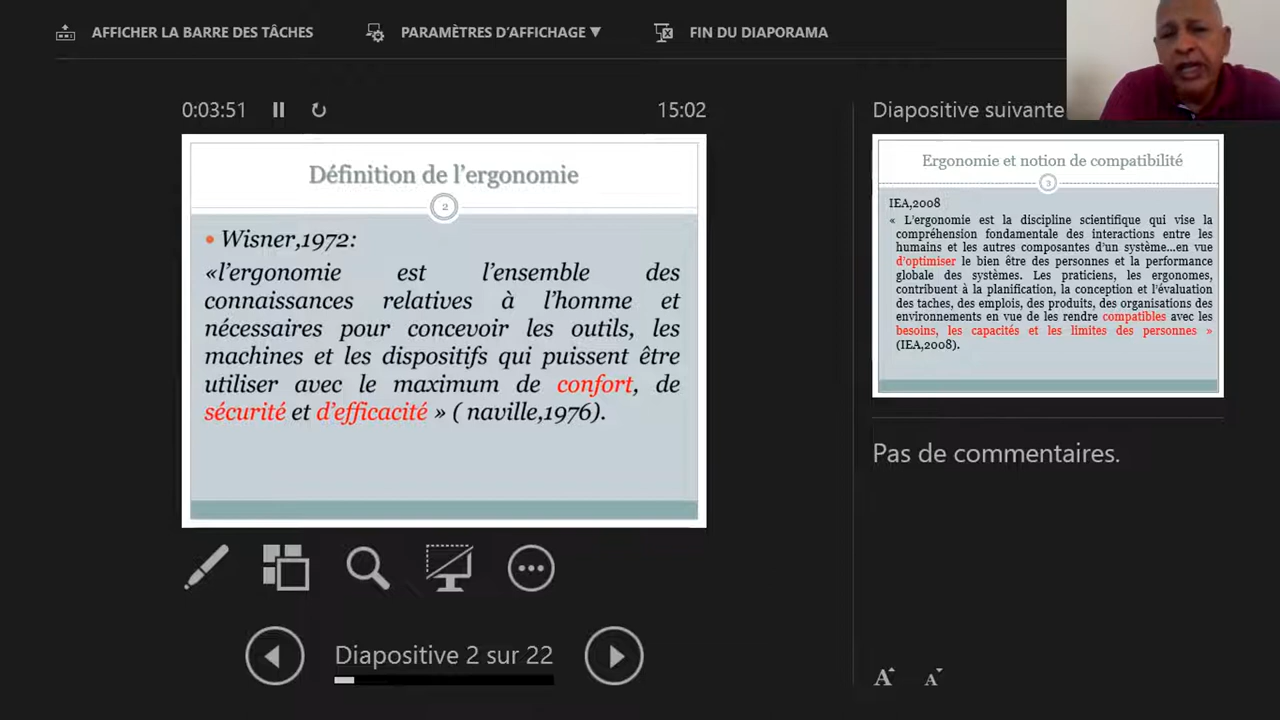 AFFICHER LA BARRE DES TÂCHES
PARAMÈTRES D'AFFICHAGE ▼
FIN DU DIAPORAMA
0:03:51
15:02
Définition de l'ergonomie
2
• Wisner,1972:
«l'ergonomie est l'ensemble des
connaissances relatives à l'homme et
nécessaires pour concevoir les outils, les
machines et les dispositifs qui puissent être
utiliser avec le maximum de confort, de
sécurité et d'efficacité » ( naville,1976).
Diapositive 2 sur 22
Diapositive suivante
Ergonomie et notion de compatibilité
3
IEA,2008
« L'ergonomie est la discipline scientifique qui vise la
compréhension fondamentale des interactions entre les
humains et les autres composantes d'un système...en vue
d'optimiser le bien être des personnes et la performance
globale des systèmes. Les praticiens, les ergonomes,
contribuent à la planification, la conception et l'évaluation
des taches, des emplois, des produits, des organisations des
environnements en vue de les rendre compatibles avec les
besoins, les capacités et les limites des personnes »
(IEA,2008).
Pas de commentaires.
A A